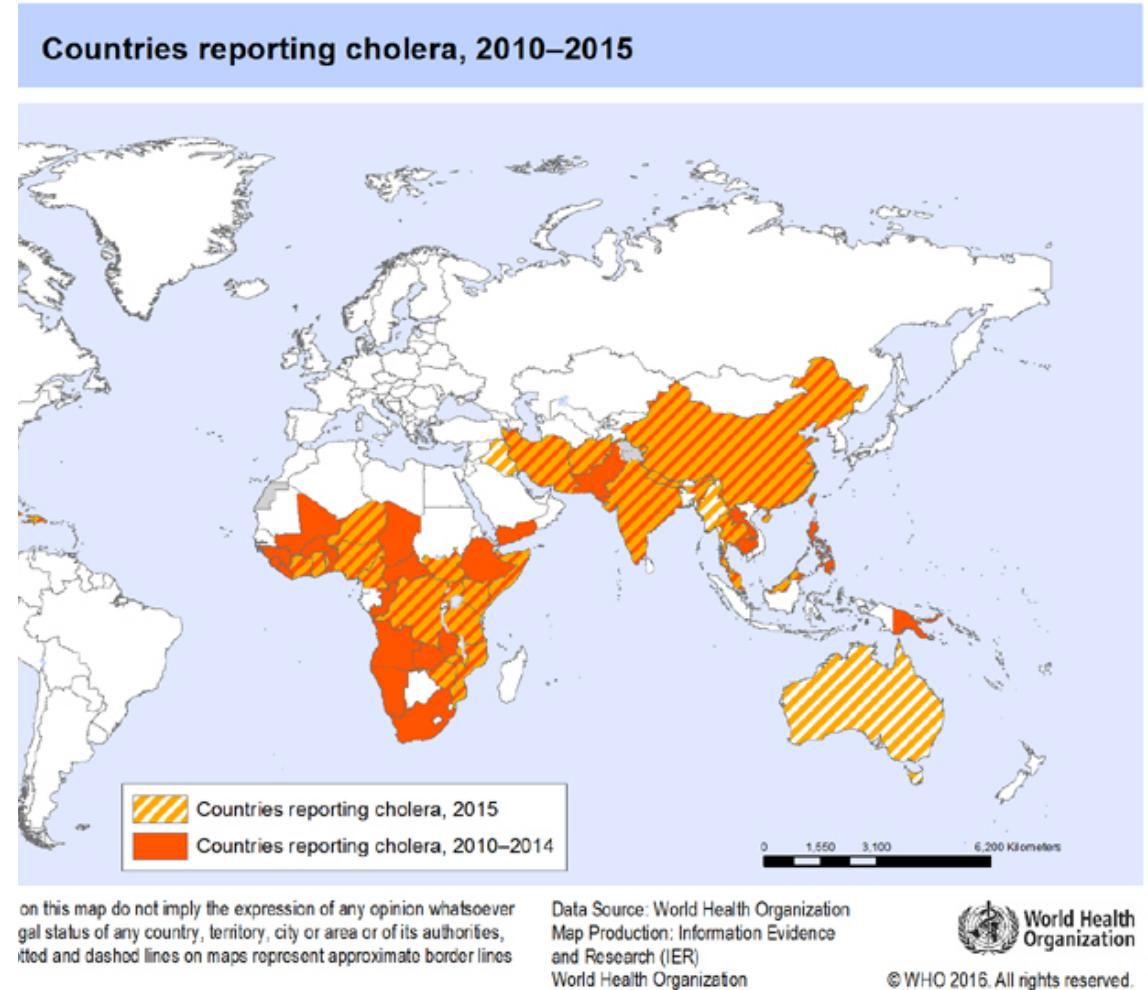 Countries reporting cholera, 2010–2015
Countries reporting cholera, 2015
Countries reporting cholera, 2010–2014
0 1,550 3,100 6,200 Kilometers
on this map do not imply the expression of any opinion whatsoever
gal status of any country, territory, city or area or of its authorities,
tted and dashed lines on maps represent approximate border lines
Data Source: World Health Organization
Map Production: Information Evidence
and Research (IER)
World Health Organization
World Health
Organization
© WHO 2016. All rights reserved.